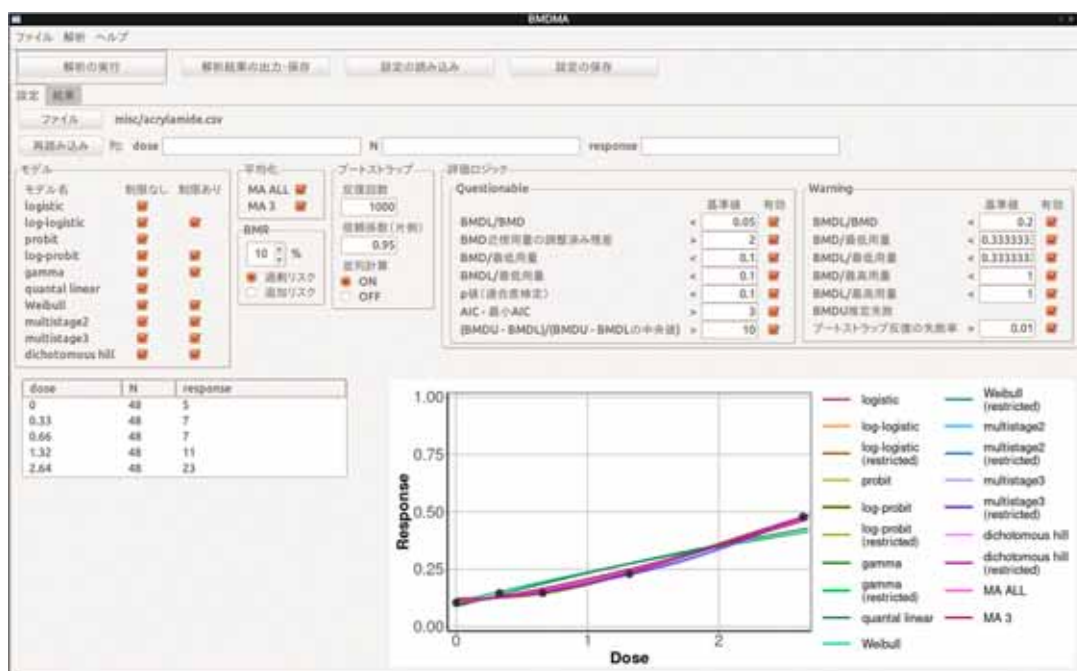 BMDMA
ファイル 解析 ヘルプ
解析の実行 解析結果の出力・保存 設定の読み込み 設定の保存
設定 結果
ファイル misc/acrylamide.csv
再読み込み 列: dose N response
モデル 平均化 ブートストラップ 評価ロジック
モデル名 制限なし 制限あり
logistic
log-logistic
probit
log-probit
gamma
quantal linear
Weibull
multistage2
multistage3
dichotomous hill
MA ALL
MA 3
BMR
10 %
過剰リスク
追加リスク
反復回数
1000
信頼係数(片側)
0.95
並列計算
ON
OFF
Questionable
基準値 有効
BMDL/BMD < 0.05
BMD近傍用量の調整済み残差 > 2
BMD/最低用量 < 0.1
BMDL/最低用量 < 0.1
p値(適合度検定) < 0.1
AIC - 最小AIC > 3
(BMDU - BMDL)/(BMDU - BMDLの中央値) > 10
Warning
基準値 有効
BMDL/BMD < 0.2
BMD/最低用量 < 0.333333
BMDL/最低用量 < 0.333333
BMD/最高用量 > 1
BMDL/最高用量 1
BMDU推定失敗
ブートストラップ反復の失敗率 > 0.01
dose N response
0 48 5
0.33 48 7
0.66 48 7
1.32 48 11
2.64 48 23
1.00
0.75
0.50
0.25
0.00
Response
0 1 2
Dose
logistic
log-logistic
log-logistic
(restricted)
probit
log-probit
log-probit
(restricted)
gamma
gamma
(restricted)
quantal linear
Weibull
Weibull
(restricted)
multistage2
multistage2
(restricted)
multistage3
multistage3
(restricted)
dichotomous hill
dichotomous hill
(restricted)
MA ALL
MA 3